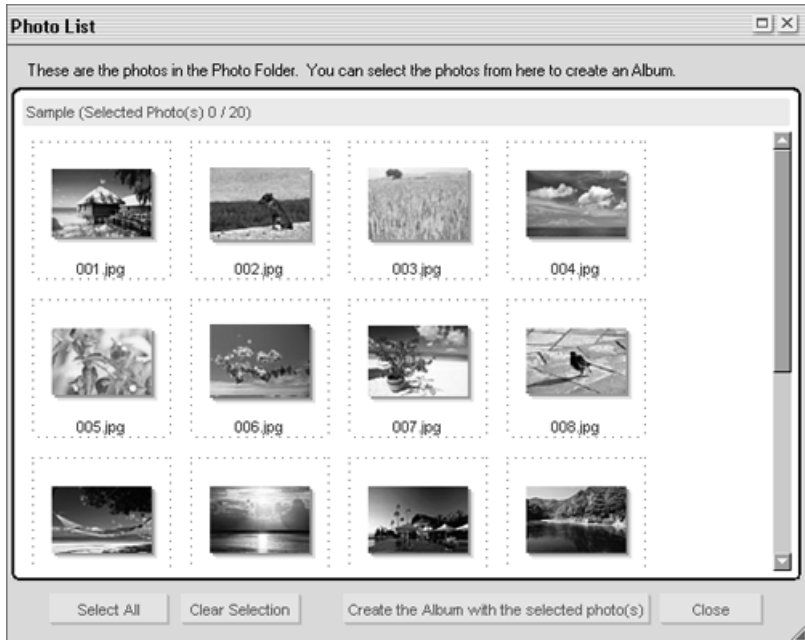 Photo List
These are the photos in the Photo Folder. You can select the photos from here to create an Album.
Sample (Selected Photo(s) 0 / 20)
001.jpg 002.jpg 003.jpg 004.jpg
005.jpg 006.jpg 007.jpg 008.jpg
Select All Clear Selection Create the Album with the selected photo(s) Close